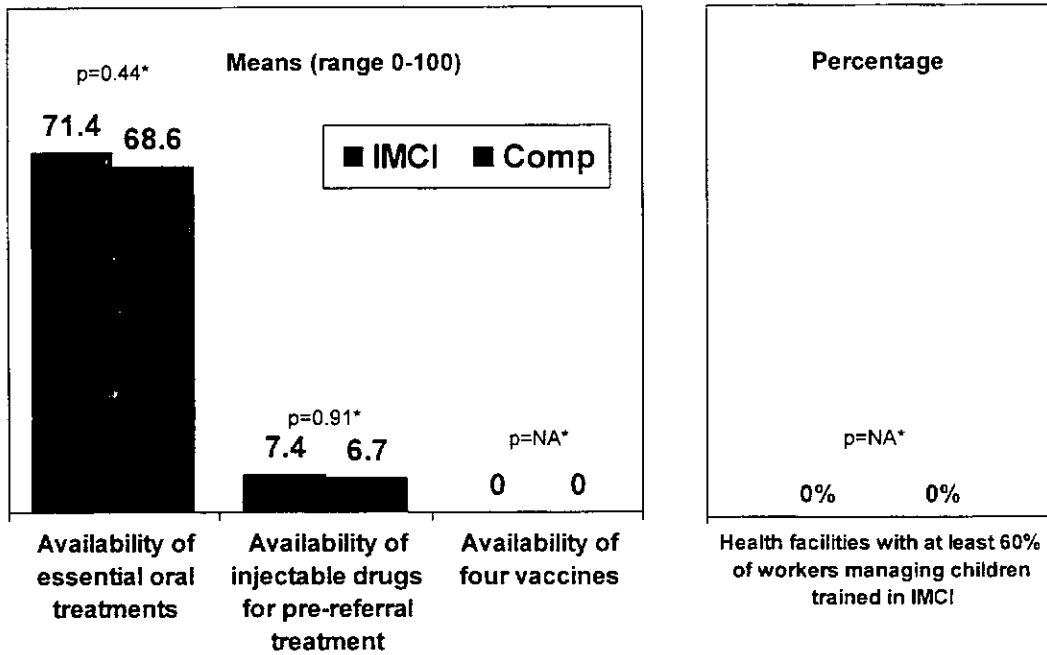 Means (range 0-100)
p=0.44*
71.4
68.6
IMCI Comp
p=0.91*
7.4
6.7
p=NA*
0
0
Availability of
essential oral
treatments
Availability of
injectable drugs
for pre-referral
treatment
Availability of
four vaccines
Percentage
p=NA*
0%
0%
Health facilities with at least 60%
of workers managing children
trained in IMCI